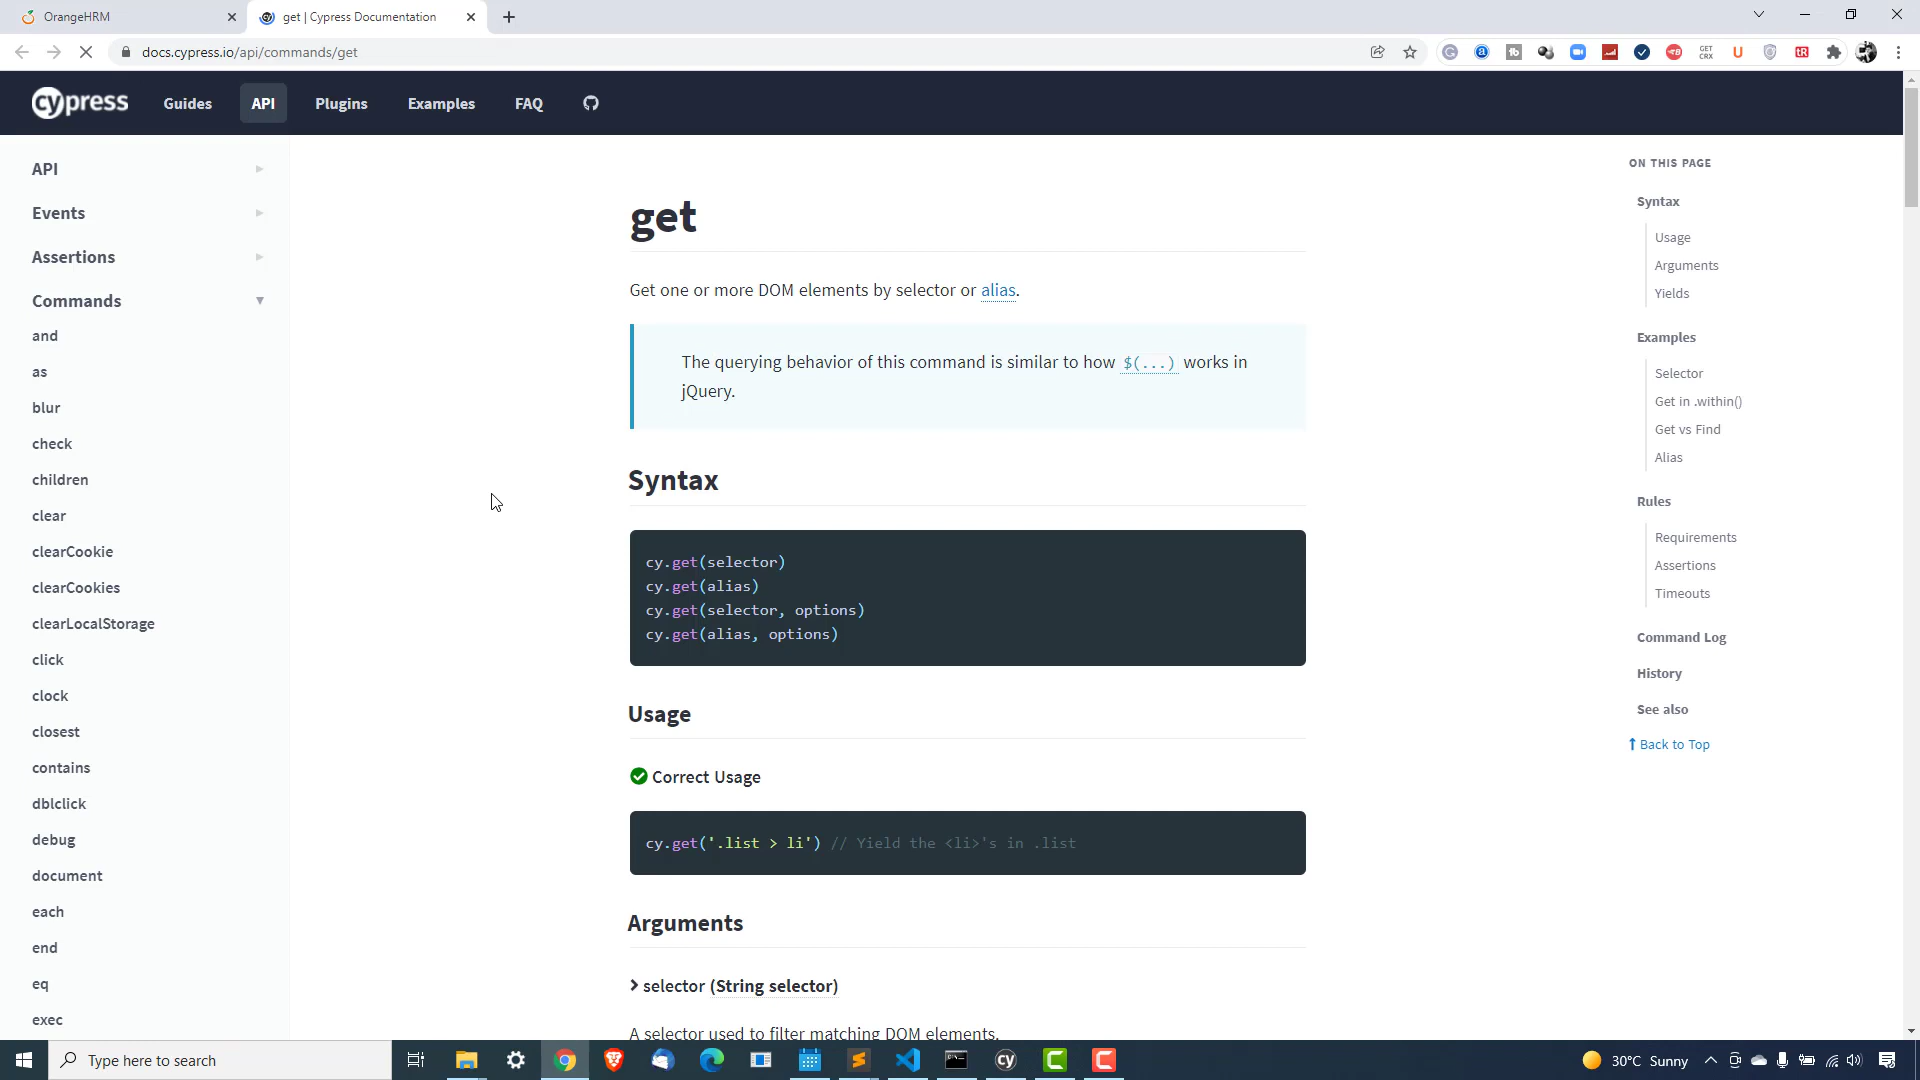 OrangeHRM
get | Cypress Documentation
docs.cypress.io/api/commands/get
GET
CRX
cypress
Guides
API
Plugins
Examples
FAQ
API
Events
Assertions
Commands
and
as
blur
check
children
clear
clearCookie
clearCookies
clearLocalStorage
click
clock
closest
contains
dblclick
debug
document
each
end
eq
exec
get
Get one or more DOM elements by selector or alias.
The querying behavior of this command is similar to how $(...) works in
jQuery.
Syntax
cy.get(selector)
cy.get(alias)
cy.get(selector, options)
cy.get(alias, options)
Usage
Correct Usage
cy.get('.list > li') // Yield the <li>'s in .list
Arguments
selector (String selector)
A selector used to filter matching DOM elements.
ON THIS PAGE
Syntax
Usage
Arguments
Yields
Examples
Selector
Get in .within()
Get vs Find
Alias
Rules
Requirements
Assertions
Timeouts
Command Log
History
See also
Back to Top
Type here to search
cy
30°C Sunny